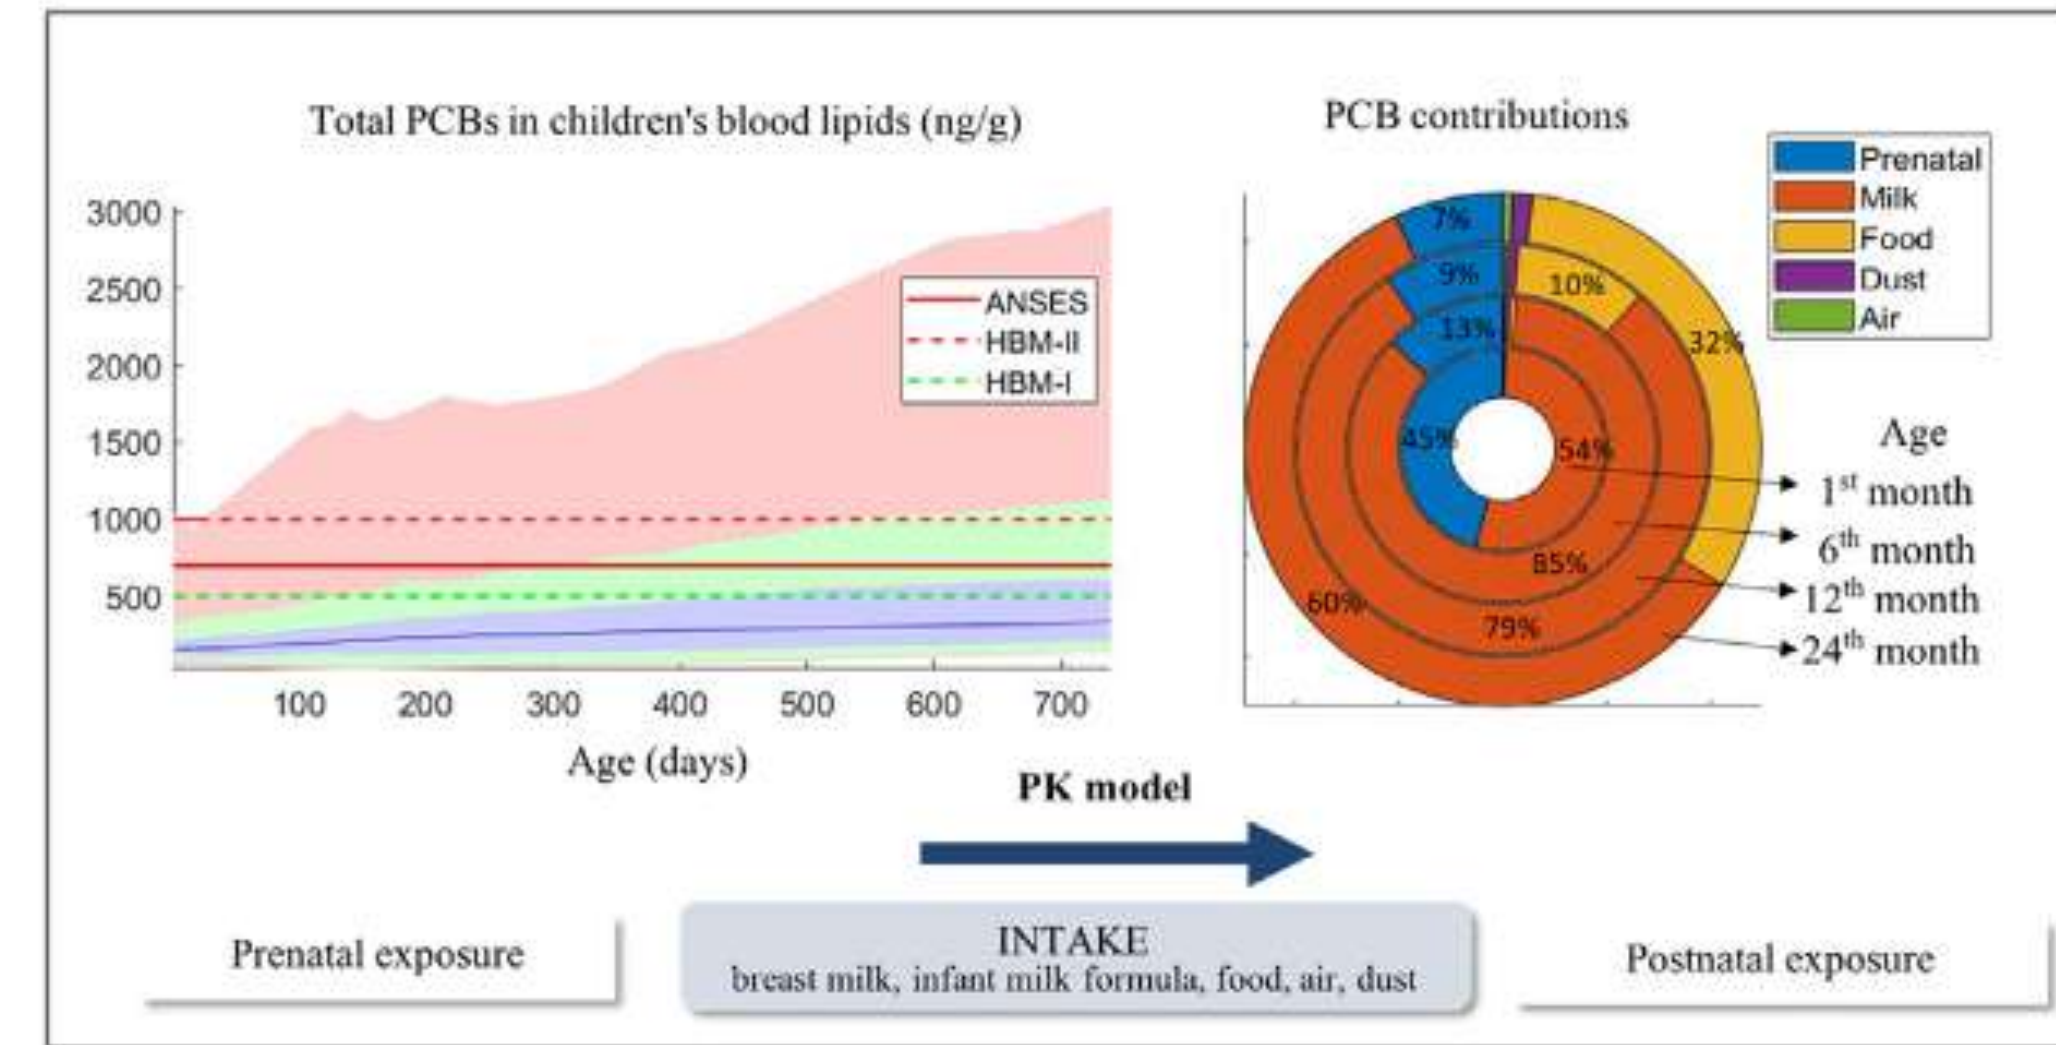 Total PCBs in children's blood lipids (ng/g)
3000
2500
2000
1500
1000
500
100 200 300 400 500 600 700
Age (days)
ANSES
HBM-II
HBM-I
PCB contributions
Prenatal
Milk
Food
Dust
Air
7%
9%
10%
13%
32%
45%
54%
85%
60%
79%
Age
1st month
6th month
12th month
24th month
PK model
Prenatal exposure
INTAKE
breast milk, infant milk formula, food, air, dust
Postnatal exposure